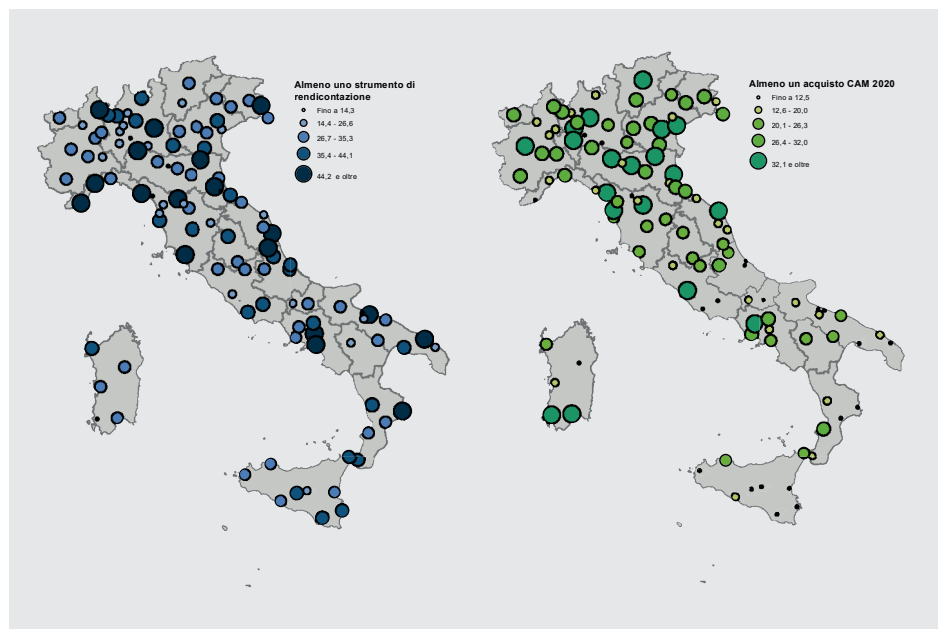 Almeno uno strumento di
rendicontazione
Fino a 14,3
14,4 - 26,6
26,7 - 35,3
35,4 - 44,1
44,2 e oltre
Almeno un acquisto CAM 2020
Fino a 12,5
12,6 - 20,0
20,1 - 26,3
26,4 - 32,0
32,1 e oltre